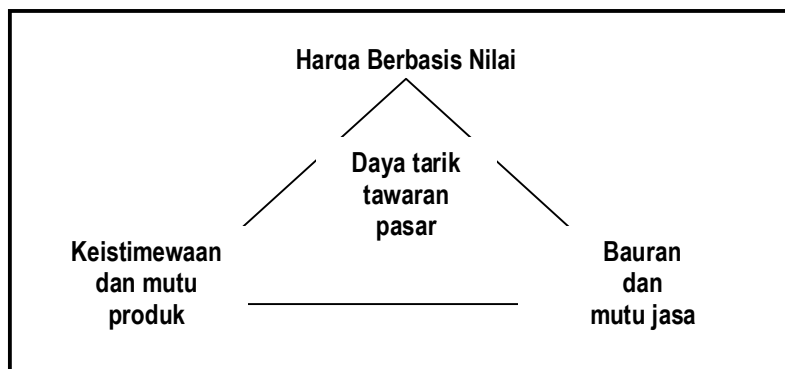 Harga Berbasis Nilai
Daya tarik
tawaran
pasar
Keistimewaan
dan mutu
produk
Bauran
dan
mutu jasa